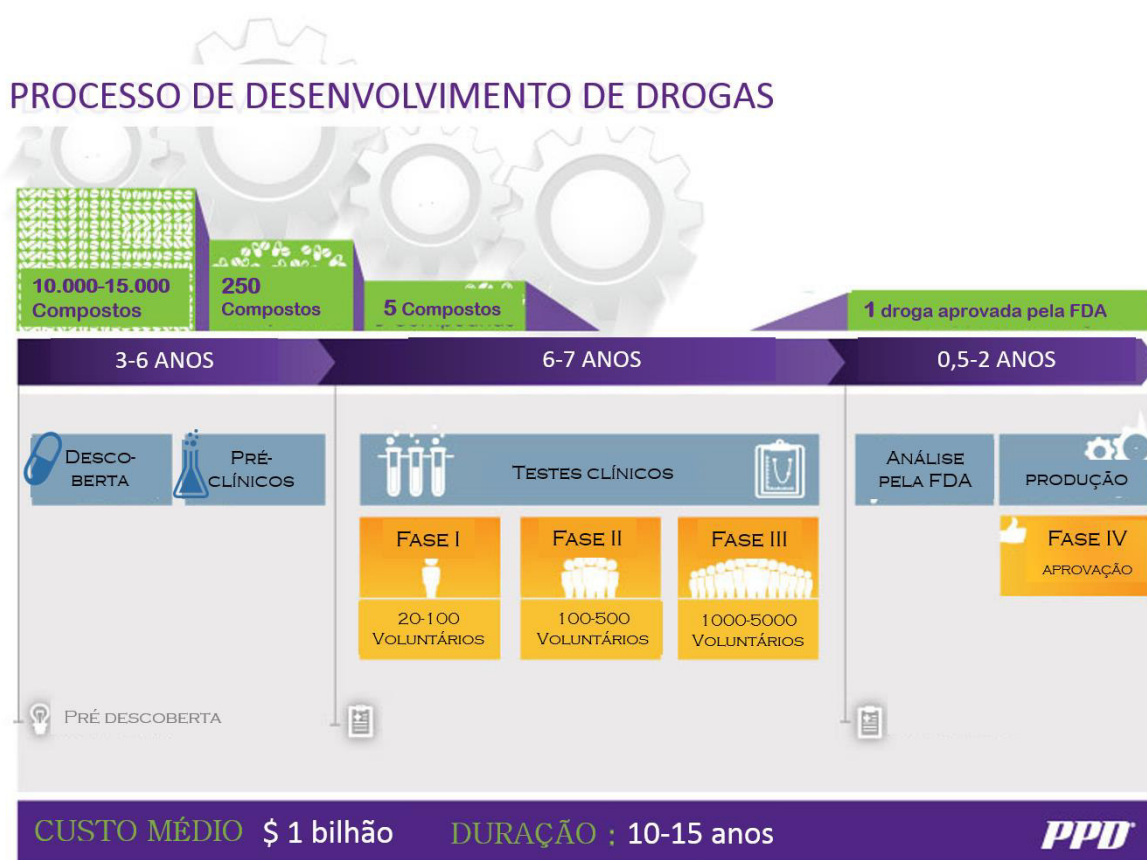 PROCESSO DE DESENVOLVIMENTO DE DROGAS
10.000-15.000
Compostos
250
Compostos
5 Compostos
1 droga aprovada pela FDA
3-6 ANOS
6-7 ANOS
0,5-2 ANOS
DESCO-
BERTA
PRÉ-
CLÍNICOS
TESTES CLÍNICOS
ANÁLISE
PELA FDA
PRODUÇÃO
FASE I
FASE II
FASE III
FASE IV
APROVAÇÃO
20-100
VOLUNTÁRIOS
100-500
VOLUNTÁRIOS
1000-5000
VOLUNTÁRIOS
PRÉ DESCOBERTA
CUSTO MÉDIO $ 1 bilhão DURAÇÃO : 10-15 anos
PPD